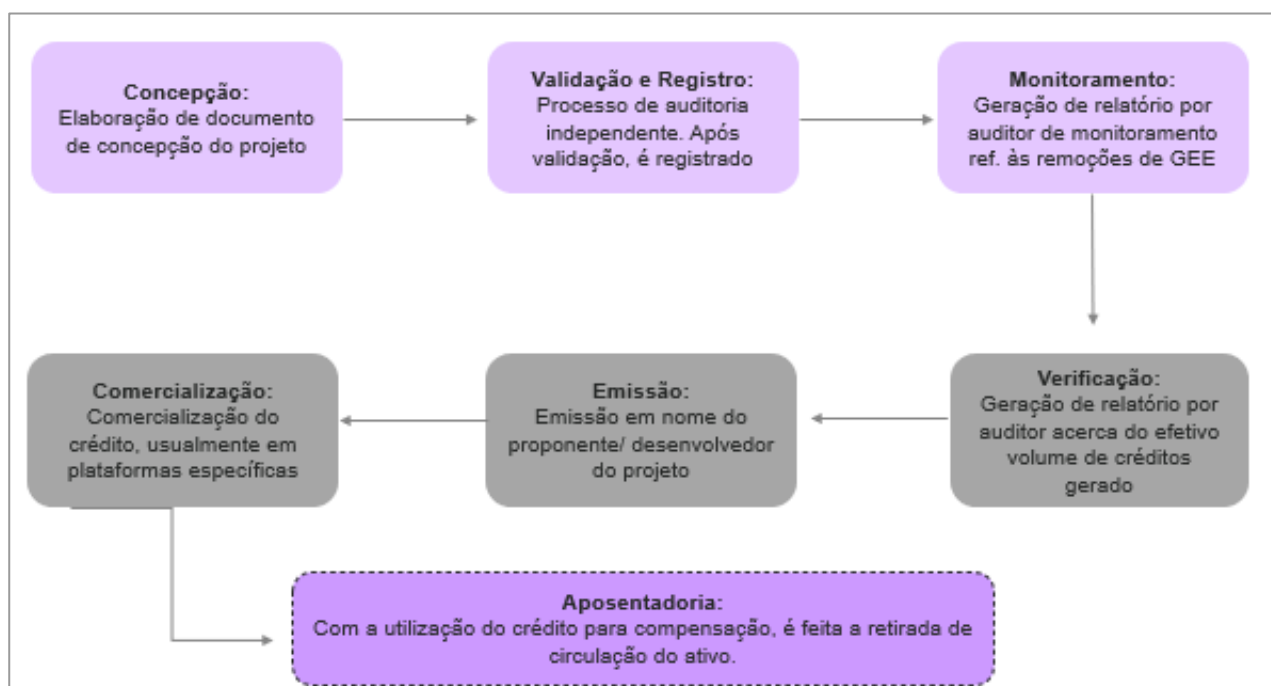 Concepção:
Elaboração de documento
de concepção do projeto
Validação e Registro:
Processo de auditoria
independente. Após
validação, é registrado
Monitoramento:
Geração de relatório por
auditor de monitoramento
ref. às remoções de GEE
Verificação:
Geração de relatório por
auditor acerca do efetivo
volume de créditos
gerado
Emissão:
Emissão em nome do
proponente/ desenvolvedor
do projeto
Comercialização:
Comercialização do
crédito, usualmente em
plataformas específicas
Aposentadoria:
Com a utilização do crédito para compensação, é feita a retirada de
circulação do ativo.